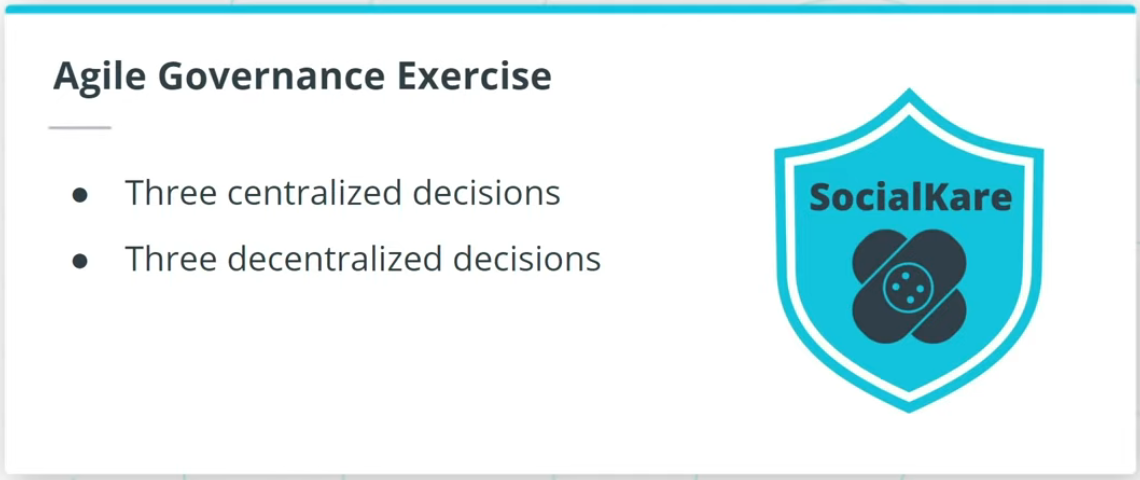 Agile Governance Exercise
● Three centralized decisions
● Three decentralized decisions
SocialKare